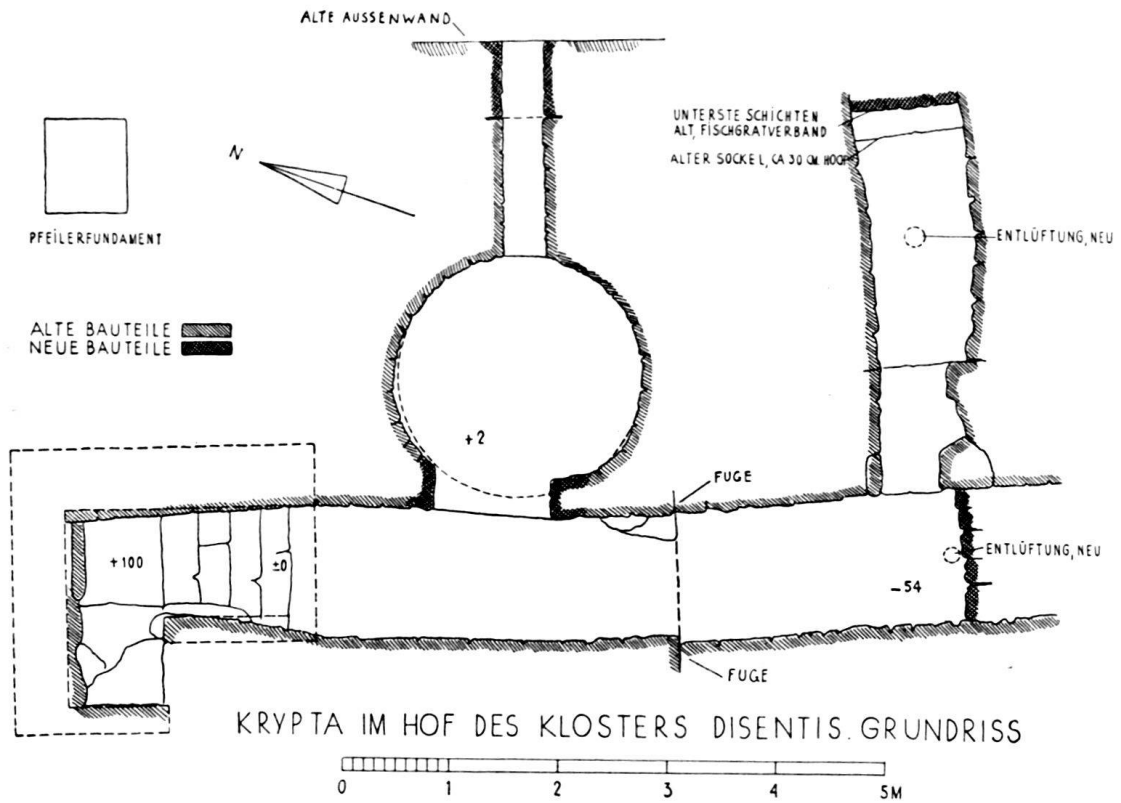 ALTE AUSSENWAND
UNTERSTE SCHICHTEN
ALT, FISCHGRATVERBAND
ALTER SOCKEL, CA 30 CM. HOCH
N
PFEILERFUNDAMENT
ENTLÜFTUNG, NEU
ALTE BAUTEILE
NEUE BAUTEILE
+2
FUGE
+100
±0
ENTLÜFTUNG, NEU
-54
FUGE
KRYPTA IM HOF DES KLOSTERS DISENTIS. GRUNDRISS
0 1 2 3 4 5M